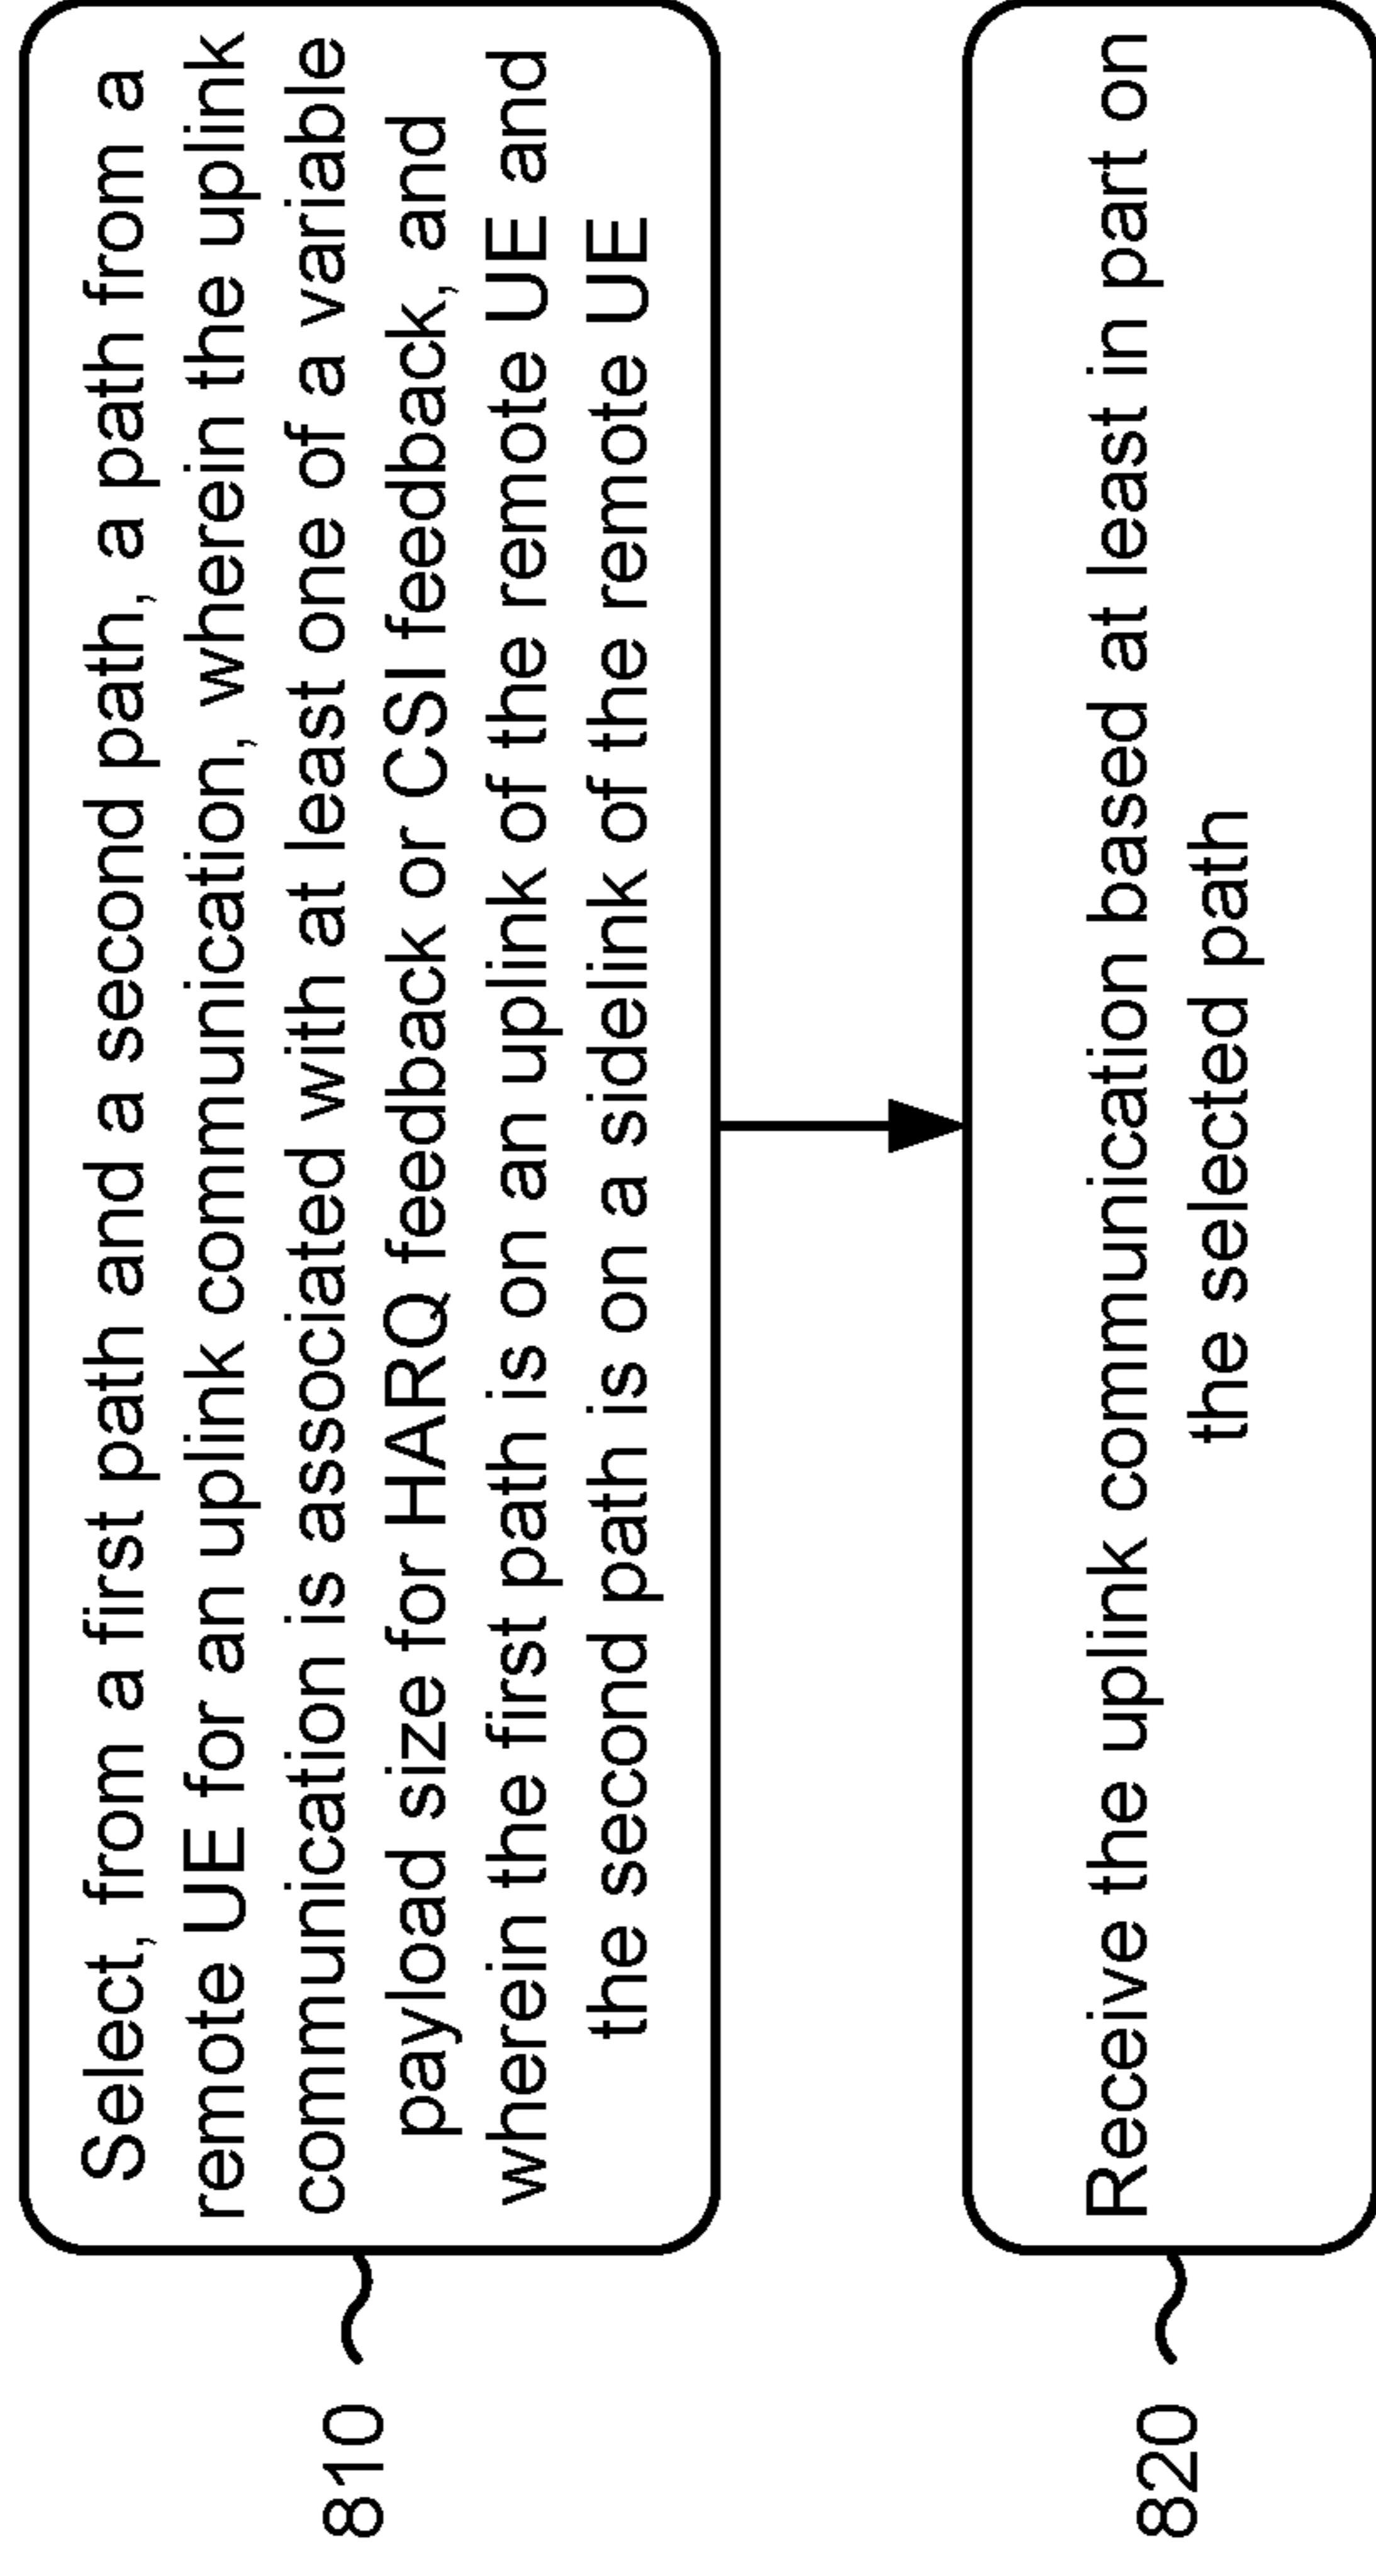 Select, from a first path and a second path, a path from a
remote UE for an uplink communication, wherein the uplink
communication is associated with at least one of a variable
payload size for HARQ feedback or CSI feedback, and
wherein the first path is on an uplink of the remote UE and
the second path is on a sidelink of the remote UE
810
Receive the uplink communication based at least in part on
the selected path
820